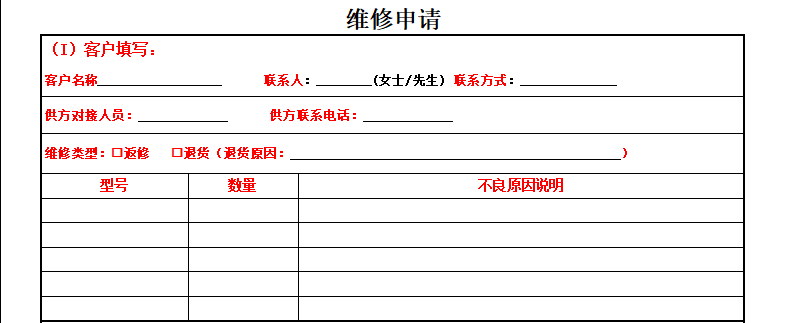 维修申请
（I）客户填写：
客户名称__________________ 联系人：________(女士/先生) 联系方式：______________
供方对接人员：_____________ 供方联系电话：_____________
维修类型：□返修 □退货（退货原因：________________________________________________）
型号 数量 不良原因说明